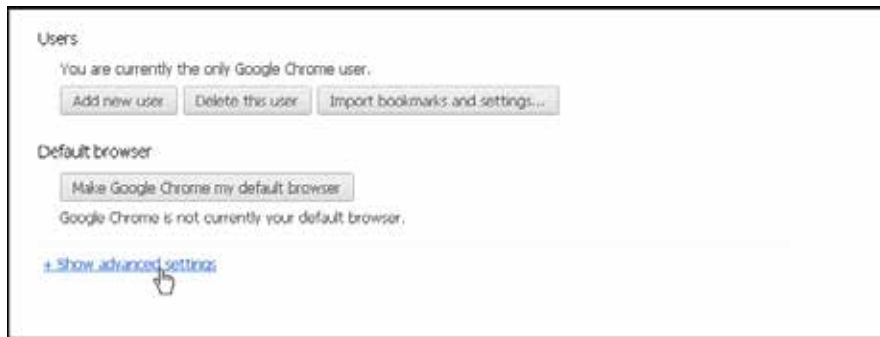 Users
You are currently the only Google Chrome user.
Add new user Delete this user Import bookmarks and settings...
Default browser
Make Google Chrome my default browser
Google Chrome is not currently your default browser.
+ Show advanced settings